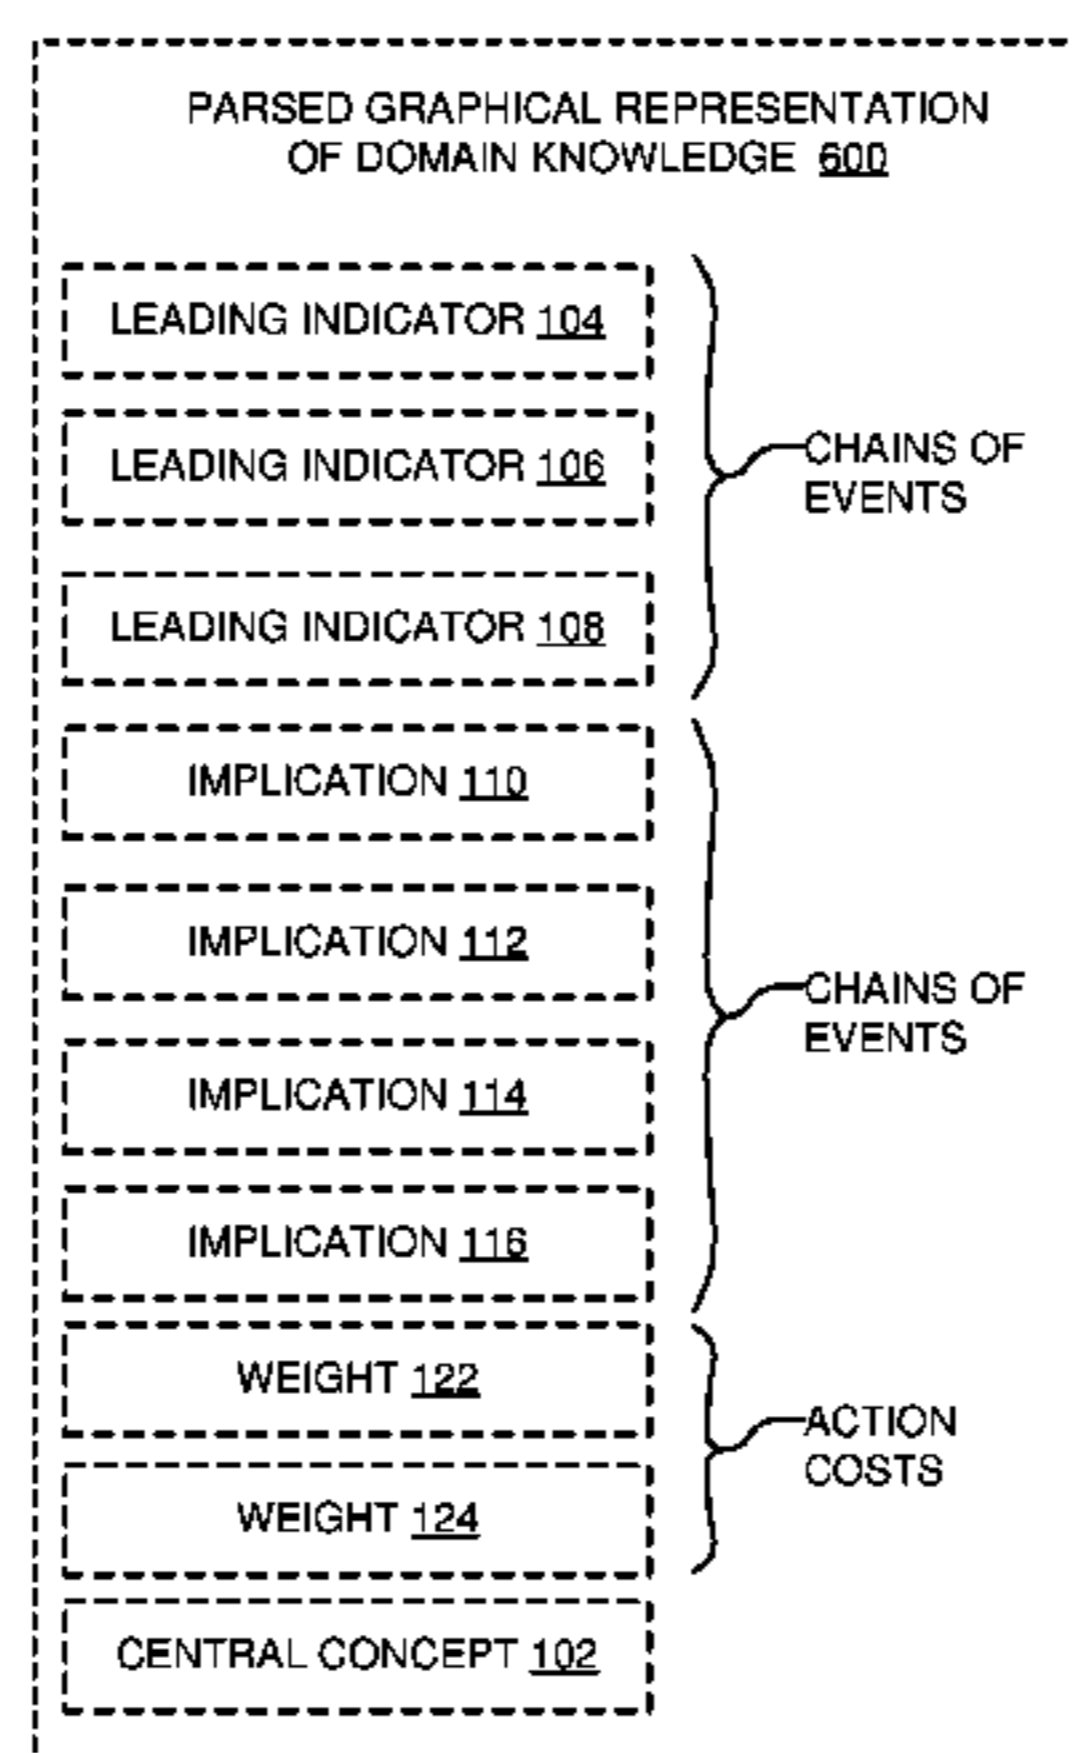 PARSED GRAPHICAL REPRESENTATION
OF DOMAIN KNOWLEDGE 600
LEADING INDICATOR 104
LEADING INDICATOR 106
CHAINS OF
EVENTS
LEADING INDICATOR 108
IMPLICATION 110
IMPLICATION 112
CHAINS OF
EVENTS
IMPLICATION 114
IMPLICATION 116
WEIGHT 122
ACTION
COSTS
WEIGHT 124
CENTRAL CONCEPT 102